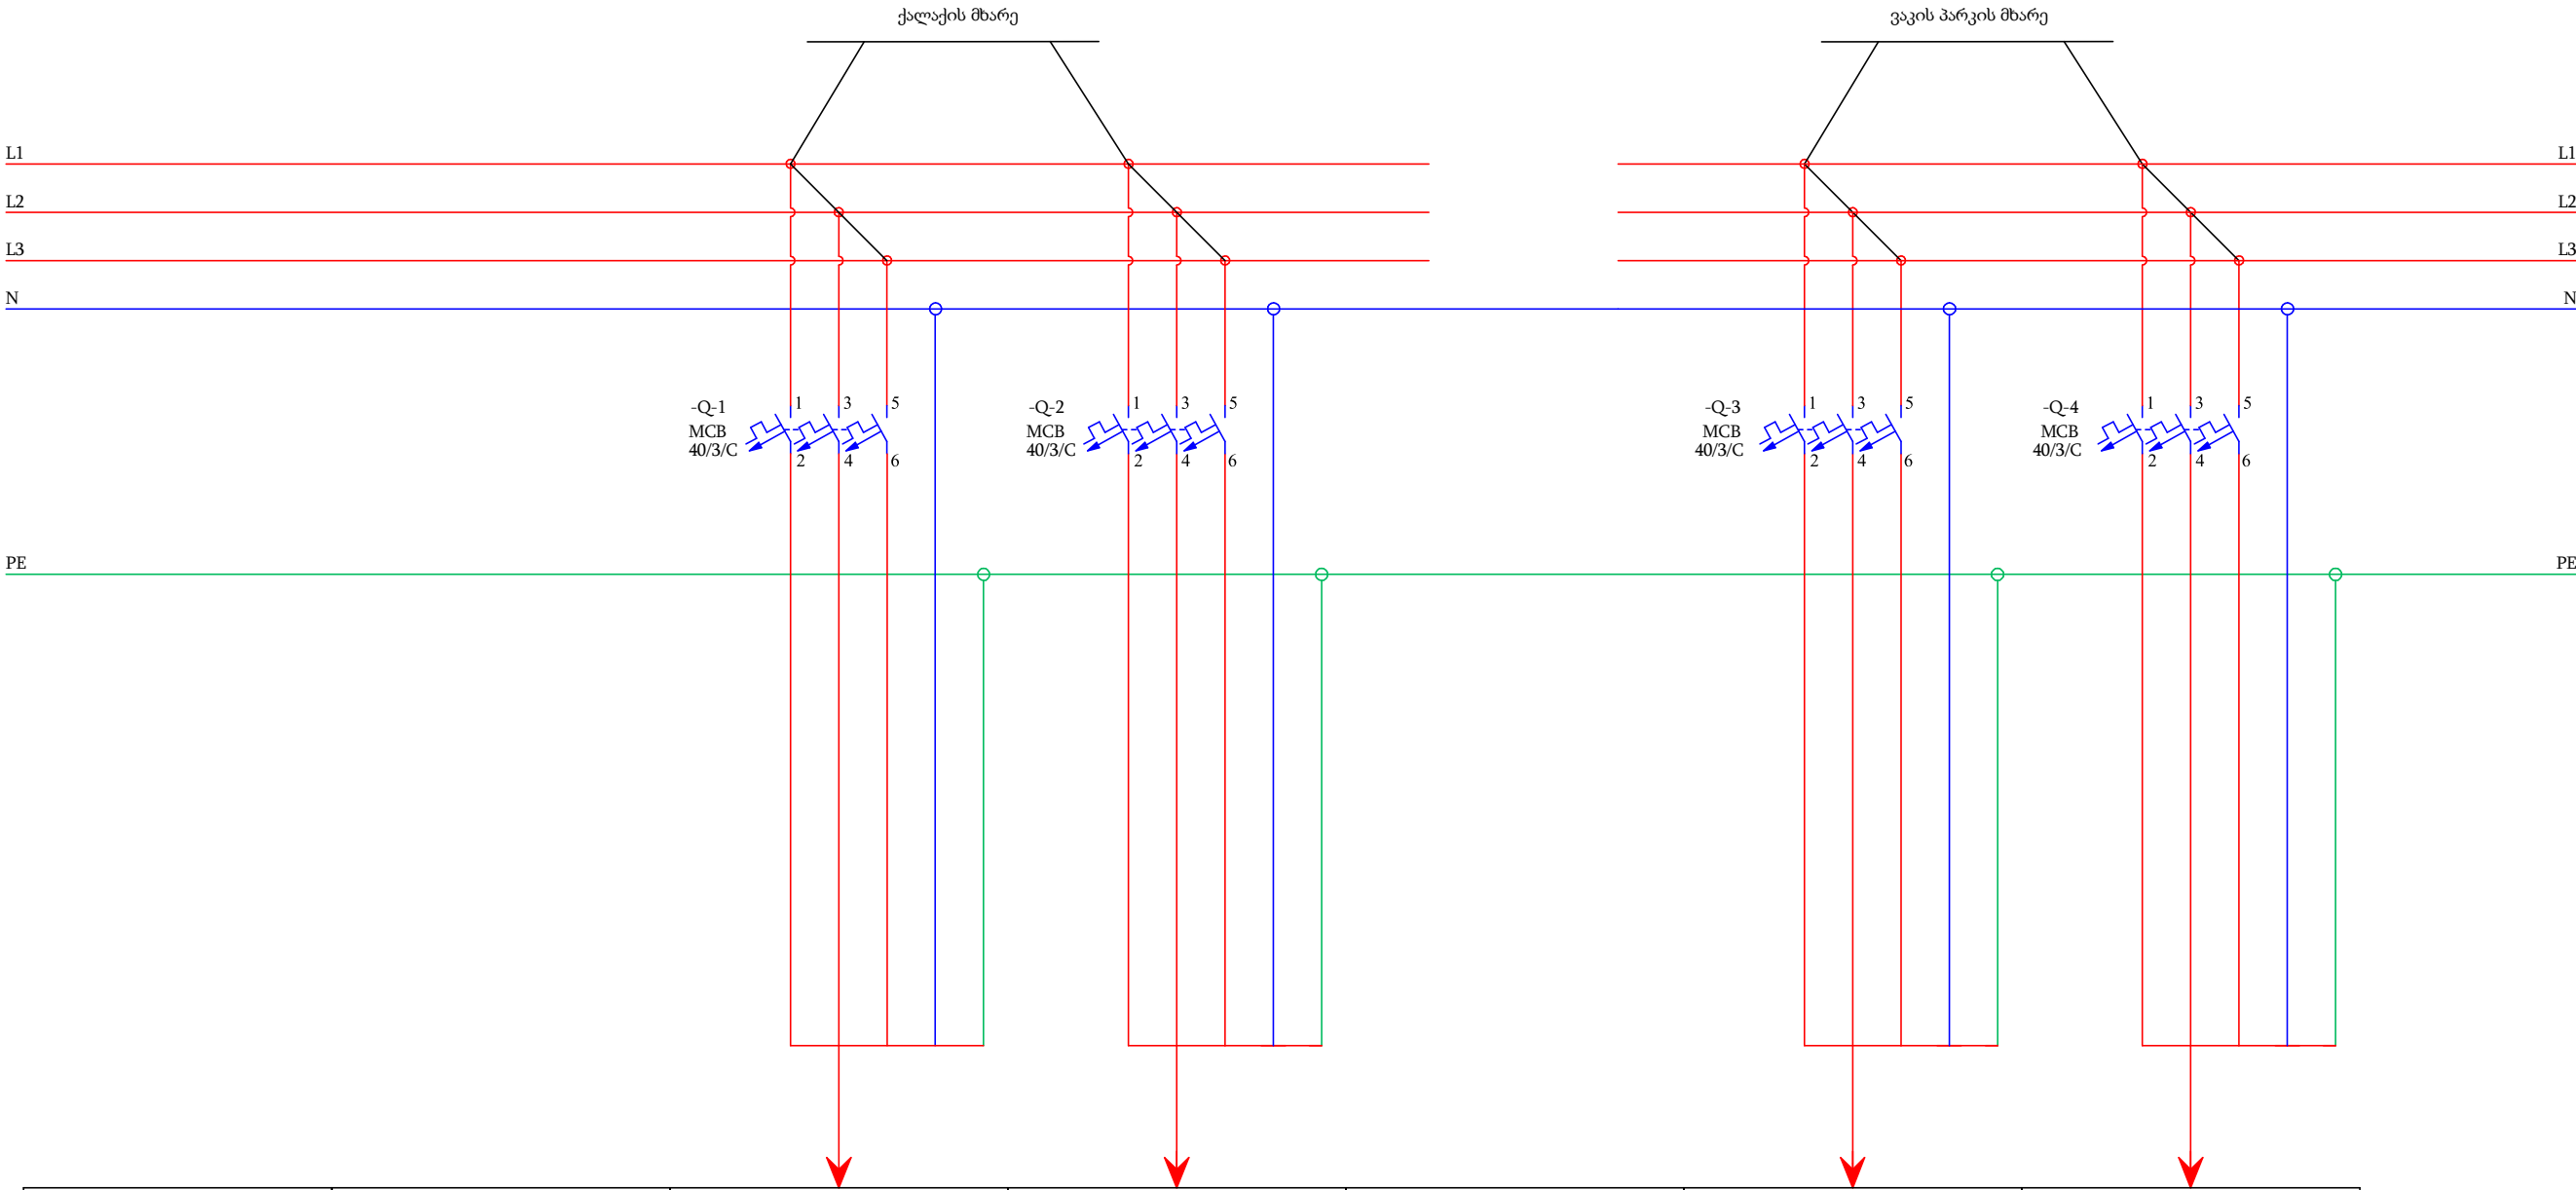 ქალაქის მხარე ვაკის პარკის მხარე
L1 L1
L2 L2
L3 L3
N N
-Q-1 1 3 5 -Q-2 1 3 5 -Q-3 1 3 5 -Q-4 1 3 5
MCB MCB MCB MCB
40/3/C 2 4 6 40/3/C 2 4 6 40/3/C 2 4 6 40/3/C 2 4 6
PE PE